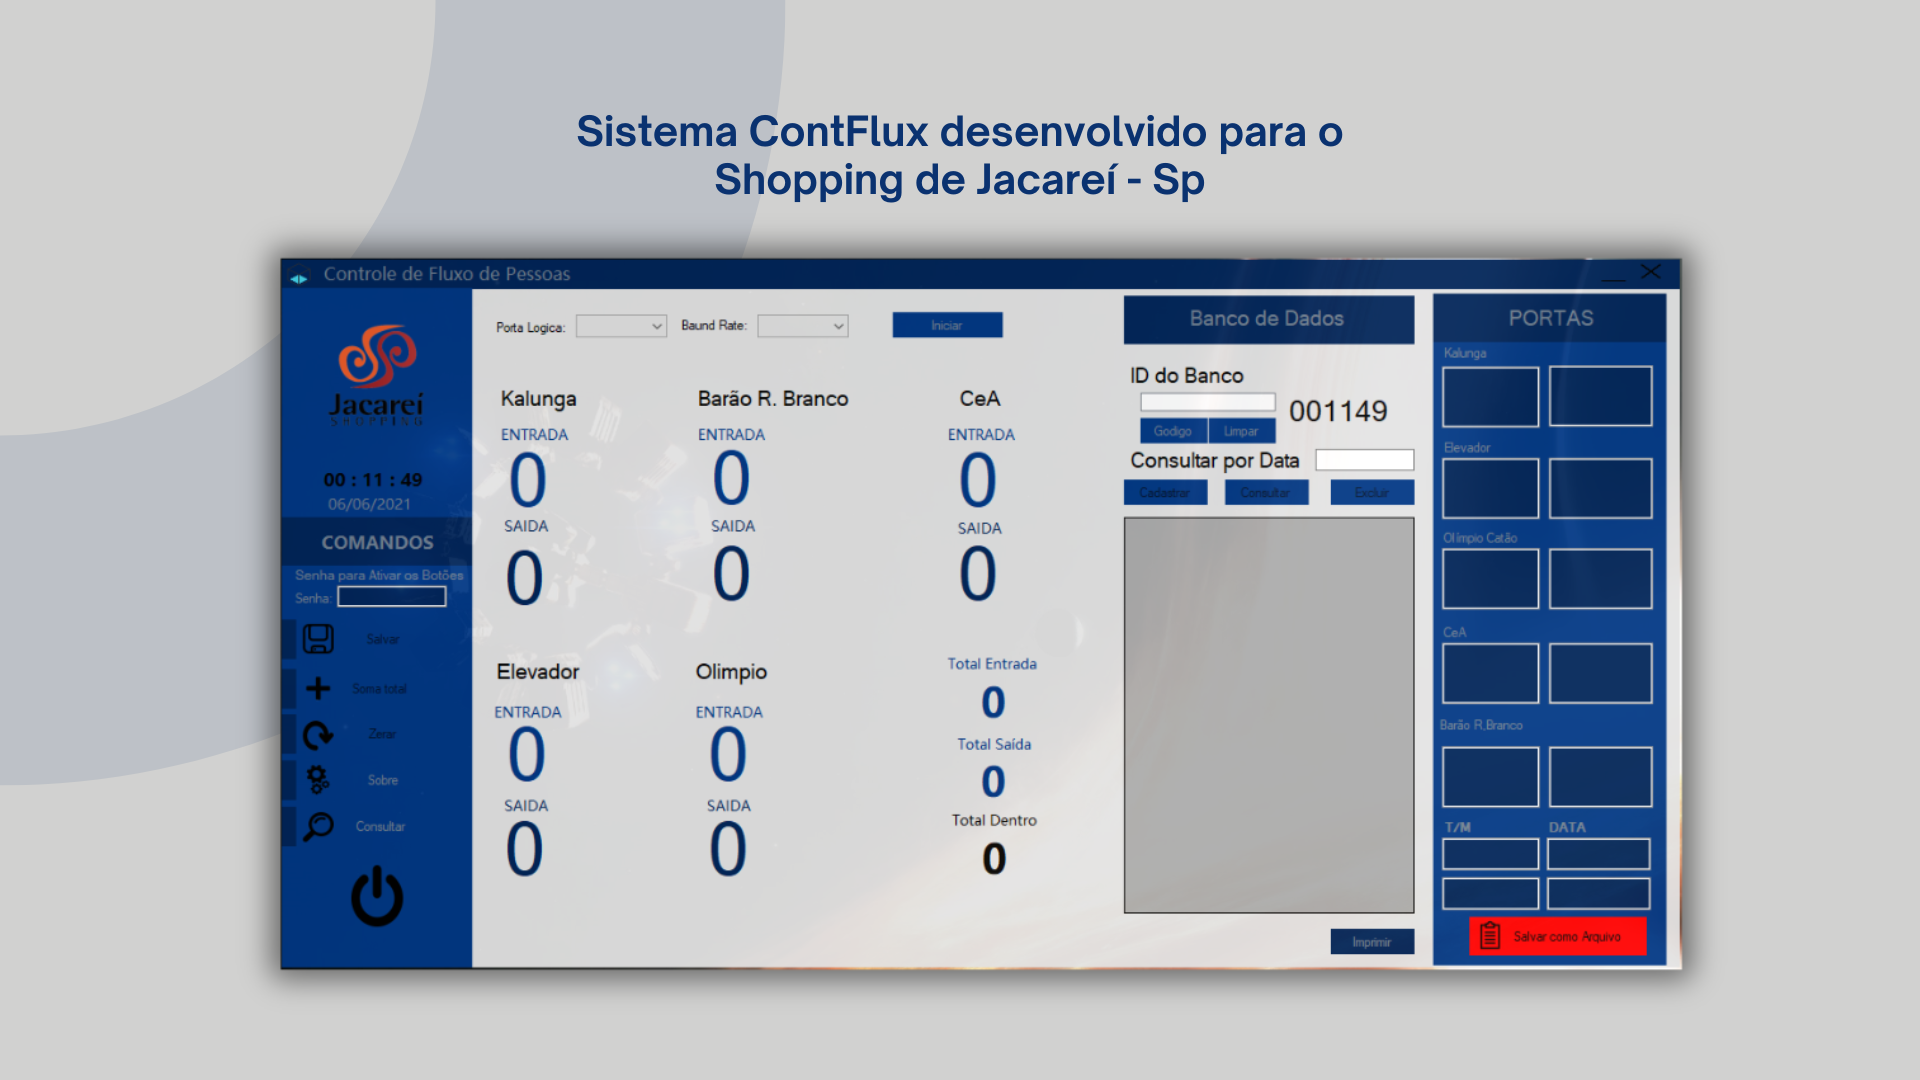 Sistema ContFlux desenvolvido para o
Shopping de Jacareí - Sp
Controle de Fluxo de Pessoas
Jacareí
SHOPPING
00 : 11 : 49
06/06/2021
COMANDOS
Senha para Ativar os Botões
Senha:
Salvar
Soma total
Zerar
Sobre
Consultar
Porta Logica:
Baund Rate:
Iniciar
Kalunga
ENTRADA
0
SAIDA
0
Barão R. Branco
ENTRADA
0
SAIDA
0
CeA
ENTRADA
0
SAIDA
0
Elevador
ENTRADA
0
SAIDA
0
Olimpio
ENTRADA
0
SAIDA
0
Total Entrada
0
Total Saída
0
Total Dentro
0
Banco de Dados
ID do Banco
001149
Godigo
Limpar
Consultar por Data
Cadastrar
Consultar
Excluir
Imprimir
PORTAS
Kalunga
Elevador
Olímpio Catão
CeA
Barão R,Branco
T/M
DATA
Salvar como Arquivo